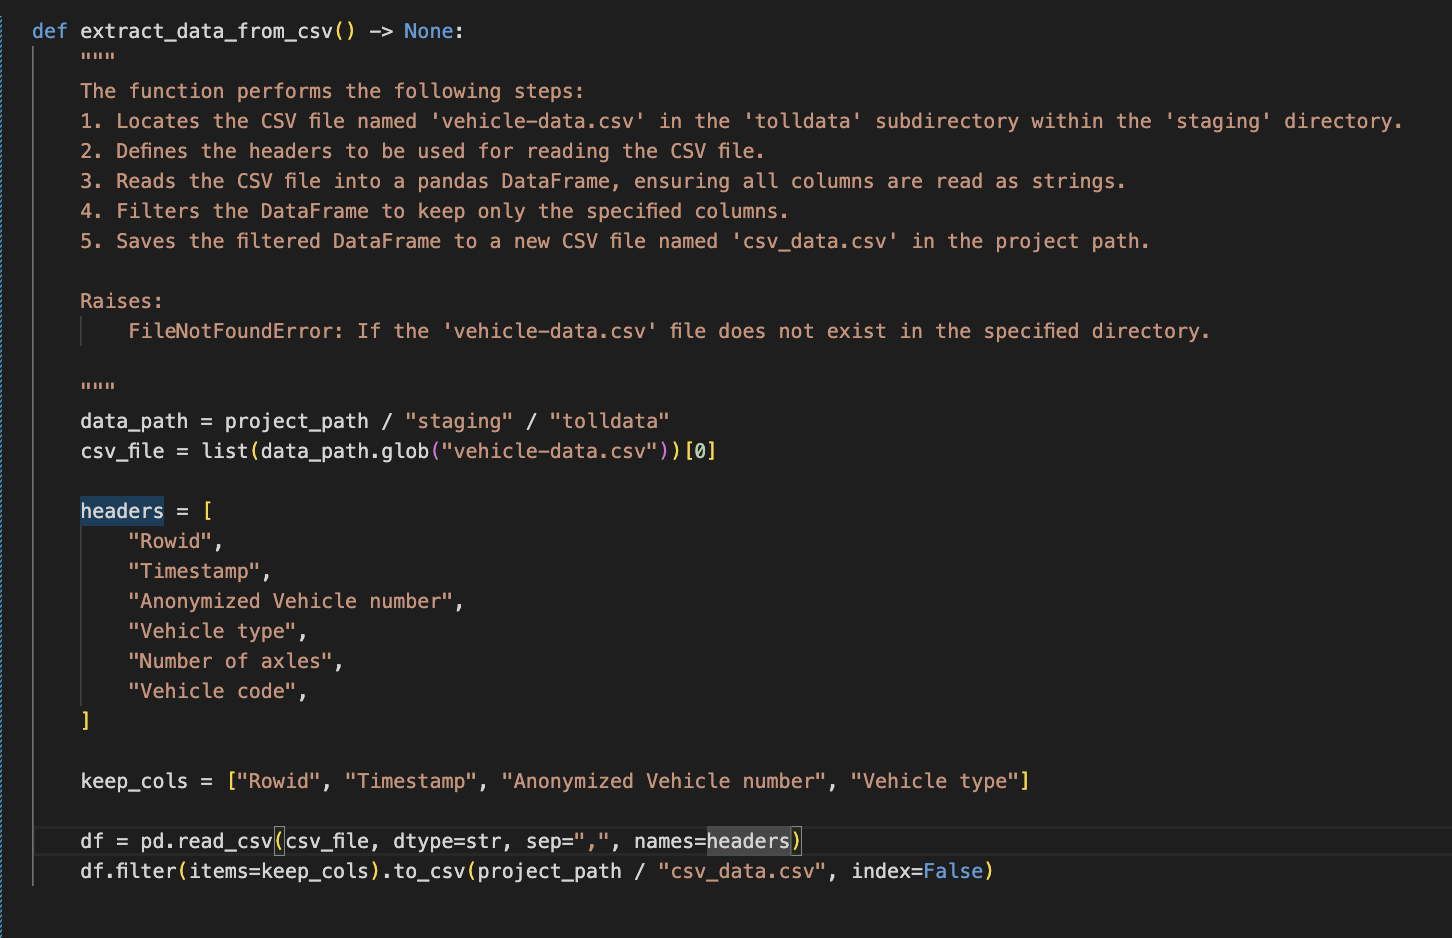 def extract_data_from_csv() -> None:
    """
    The function performs the following steps:
    1. Locates the CSV file named 'vehicle-data.csv' in the 'tolldata' subdirectory within the 'staging' directory.
    2. Defines the headers to be used for reading the CSV file.
    3. Reads the CSV file into a pandas DataFrame, ensuring all columns are read as strings.
    4. Filters the DataFrame to keep only the specified columns.
    5. Saves the filtered DataFrame to a new CSV file named 'csv_data.csv' in the project path.

    Raises:
        FileNotFoundError: If the 'vehicle-data.csv' file does not exist in the specified directory.

    """
    data_path = project_path / "staging" / "tolldata"
    csv_file = list(data_path.glob("vehicle-data.csv"))[0]

    headers = [
        "Rowid",
        "Timestamp",
        "Anonymized Vehicle number",
        "Vehicle type",
        "Number of axles",
        "Vehicle code",
    ]

    keep_cols = ["Rowid", "Timestamp", "Anonymized Vehicle number", "Vehicle type"]

    df = pd.read_csv(csv_file, dtype=str, sep=",", names=headers)
    df.filter(items=keep_cols).to_csv(project_path / "csv_data.csv", index=False)